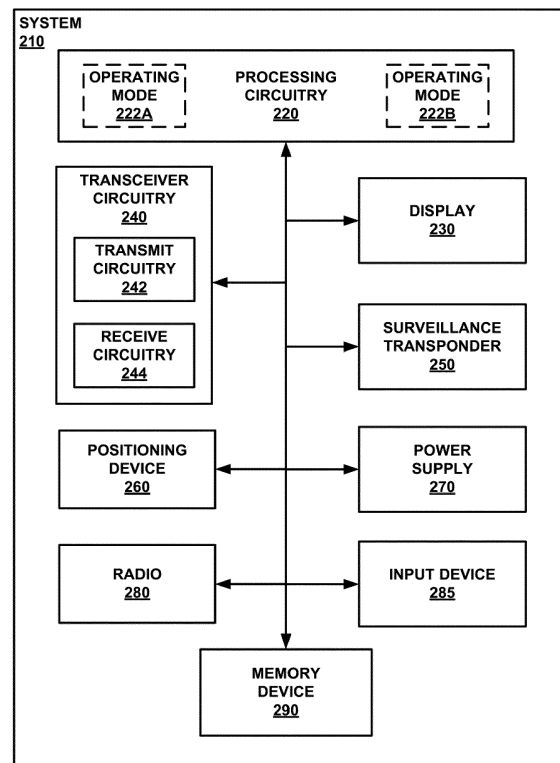 SYSTEM
210
OPERATING
MODE
222A
PROCESSING
CIRCUITRY
220
OPERATING
MODE
222B
TRANSCEIVER
CIRCUITRY
240
TRANSMIT
CIRCUITRY
242
RECEIVE
CIRCUITRY
244
DISPLAY
230
SURVEILLANCE
TRANSPONDER
250
POSITIONING
DEVICE
260
POWER
SUPPLY
270
RADIO
280
INPUT DEVICE
285
MEMORY
DEVICE
290